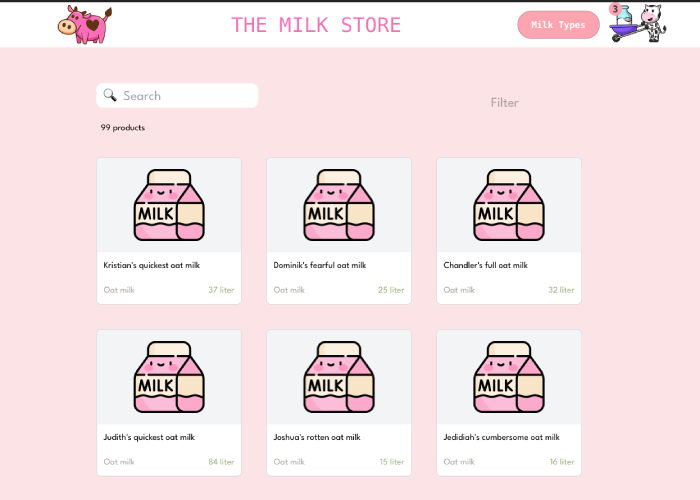 THE MILK STORE
Milk Types
3
Search
Filter
99 products
MILK
MILK
MILK
Kristian's quickest oat milk
Oat milk
37 liter
Dominik's fearful oat milk
Oat milk
25 liter
Chandler's full oat milk
Oat milk
32 liter
MILK
MILK
MILK
Judith's quickest oat milk
Oat milk
84 liter
Joshua's rotten oat milk
Oat milk
15 liter
Jedidiah's cumbersome oat milk
Oat milk
16 liter